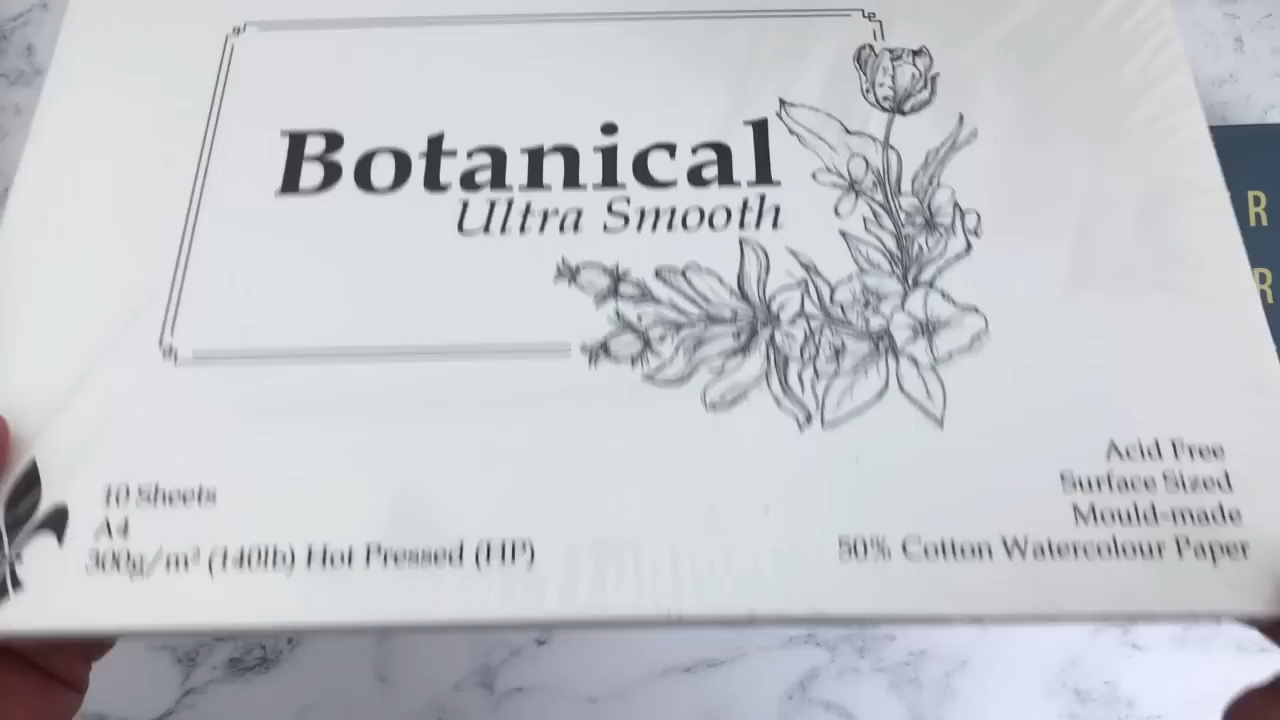 Botanical
Ultra Smooth
10 Sheets
A4
300g/m² (140lb) Hot Pressed (HP)
Acid Free
Surface Sized
Mould-made
50% Cotton Watercolour Paper
R
R